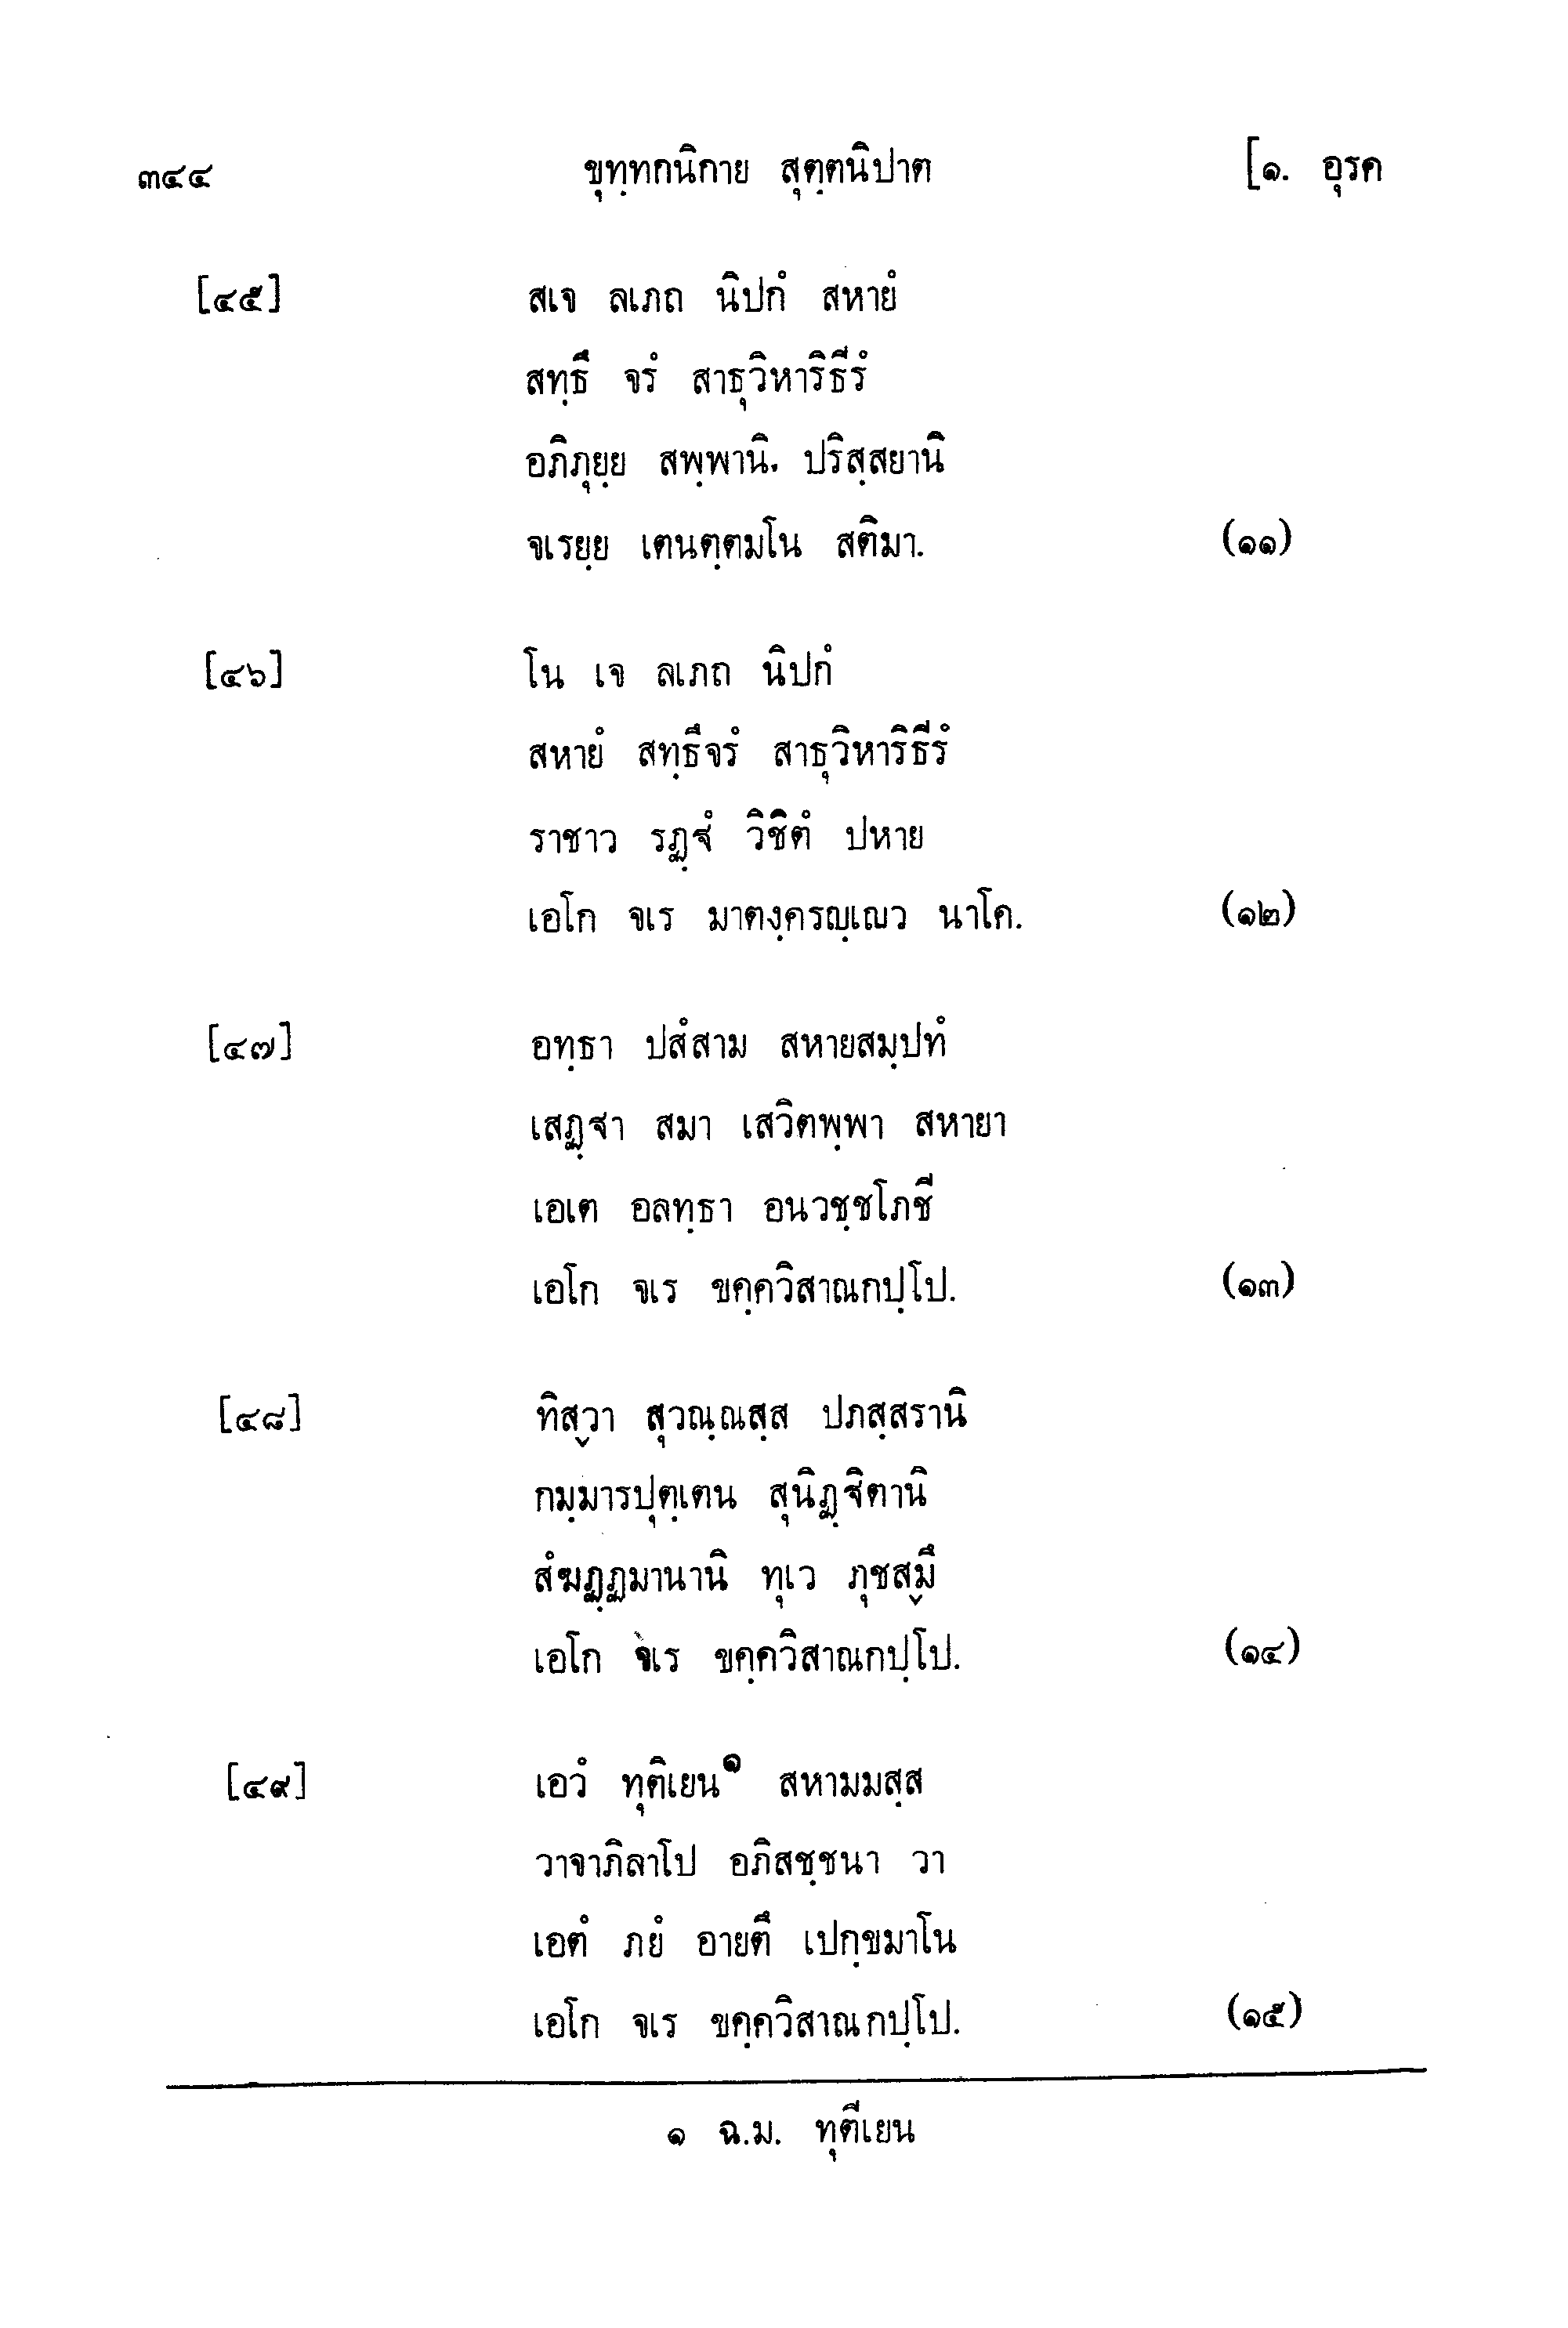 ๓๔๔ ขุทฺทกนิกาย สุตฺตนิปาต [๑. อุรค
[๔๕] สเจ ลเภถ นิปกํ สหายํ
สทฺธึ จรํ สาธุวิหาริธีรํ
อภิภุยฺย สพฺพานิ. ปริสฺสยานิ
จเรยฺย เตนตฺตมโน สติมา. (๑๑)
[๔๖] โน เจ ลเภถ นิปกํ
สหายํ สทฺธึจรํ สาธุวิหาริธีรํ
ราชาว รฏฺฐํ วิชิตํ ปหาย
เอโก จเร มาตงฺครญฺเญว นาโค. (๑๒)
[๔๗] อทฺธา ปสํสาม สหายสมฺปทํ
เสฏฺฐา สมา เสวิตพฺพา สหายา
เอเต อลทฺธา อนวชฺชโภชี
เอโก จเร ขคฺควิสาณกปฺโป. (๑๓)
[๔๘] ทิสฺวา สุวณฺณสฺส ปภสฺสรานิ
กมฺมารปุตฺเตน สุนิฏฺฐิตานิ
สํฆฏฺฏมานานิ ทุเว ภุชสฺมึ
เอโก จเร ขคฺควิสาณกปฺโป. (๑๔)
[๔๙] เอวํ ทุติเยน๑ สหามมสฺส
วาจาภิลาโป อภิสชฺชนา วา
เอตํ ภยํ อายตึ เปกฺขมาโน
เอโก จเร ขคฺควิสาณกปฺโป. (๑๕)
๑ ฉ.ม. ทุตีเยน